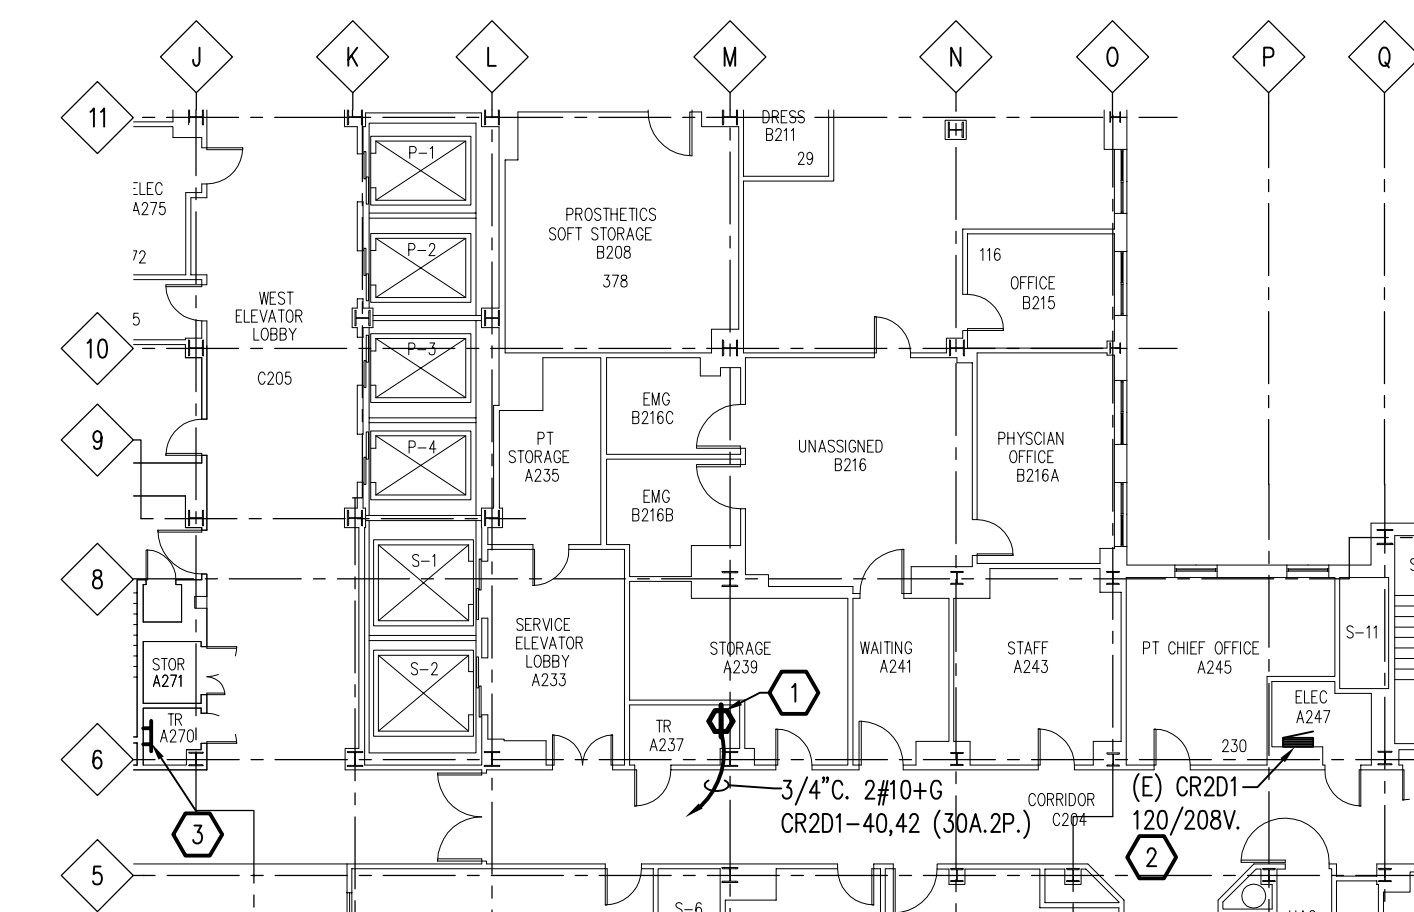 J K L M N O P Q
11
DRESS
B211
29
P-1
ELEC
A275
PROSTHETICS
SOFT STORAGE
B208
378
P-2
72
116
OFFICE
B215
WEST
ELEVATOR
LOBBY
C205
5
10
P-3
EMG
B216C
9
PT
STORAGE
A235
P-4
UNASSIGNED
B216
PHYSCIAN
OFFICE
B216A
EMG
B216B
8
S-1
SERVICE
ELEVATOR
LOBBY
A233
STORAGE
A239
WAITING
A241
STAFF
A243
PT CHIEF OFFICE
A245
S-11
S
STOR
A271
S-2
1
ELEC
A247
TR
A270
TR
A237
230
6
3/4"C. 2#10+G
CR2D1-40,42 (30A.2P.)
CORRIDOR
C204
(E) CR2D1
120/208V.
3
2
5
S-6